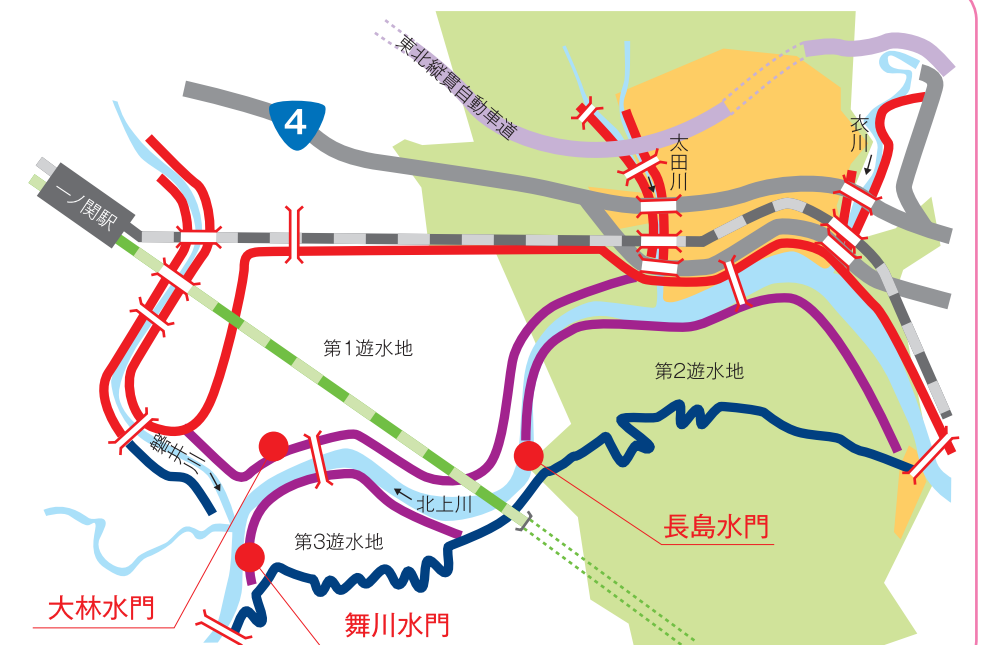 東北縦貫自動車道
4
太田川
衣川
一ノ関駅
第1遊水地
第2遊水地
磐井川
北上川
長島水門
第3遊水地
大林水門
舞川水門